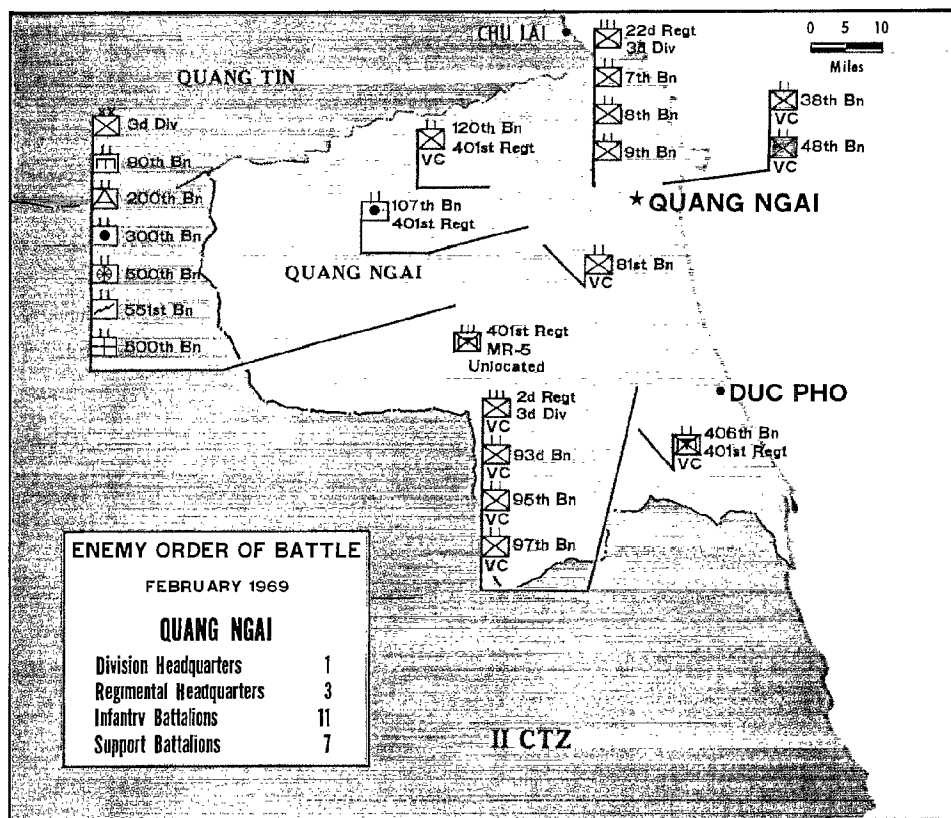 CHU LAI
22d Regt
3d Div
7th Bn
8th Bn
9th Bn
0 5 10
Miles
38th Bn
VC
48th Bn
VC
QUANG TIN
3d Div
90th Bn
200th Bn
300th Bn
500th Bn
551st Bn
600th Bn
120th Bn
401st Regt
VC
107th Bn
401st Regt
QUANG NGAI
QUANG NGAI
81st Bn
VC
401st Regt
MR-5
Unlocated
DUC PHO
2d Regt
3d Div
VC
93d Bn
VC
95th Bn
VC
97th Bn
VC
406th Bn
401st Regt
VC
ENEMY ORDER OF BATTLE
FEBRUARY 1969
QUANG NGAI
Division Headquarters 1
Regimental Headquarters 3
Infantry Battalions 11
Support Battalions 7
II CTZ